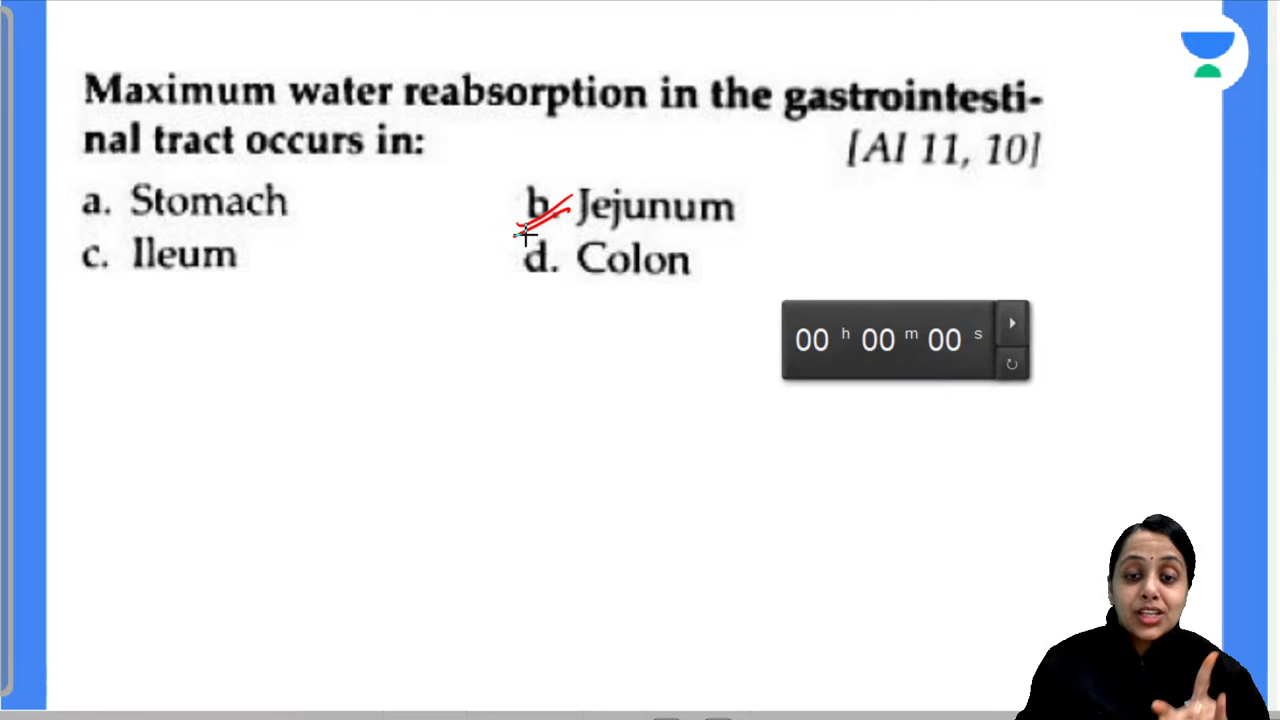 Maximum water reabsorption in the gastrointesti-
nal tract occurs in: [AI 11, 10]
a. Stomach b. Jejunum
c. Ileum d. Colon
00 h 00 m 00 s